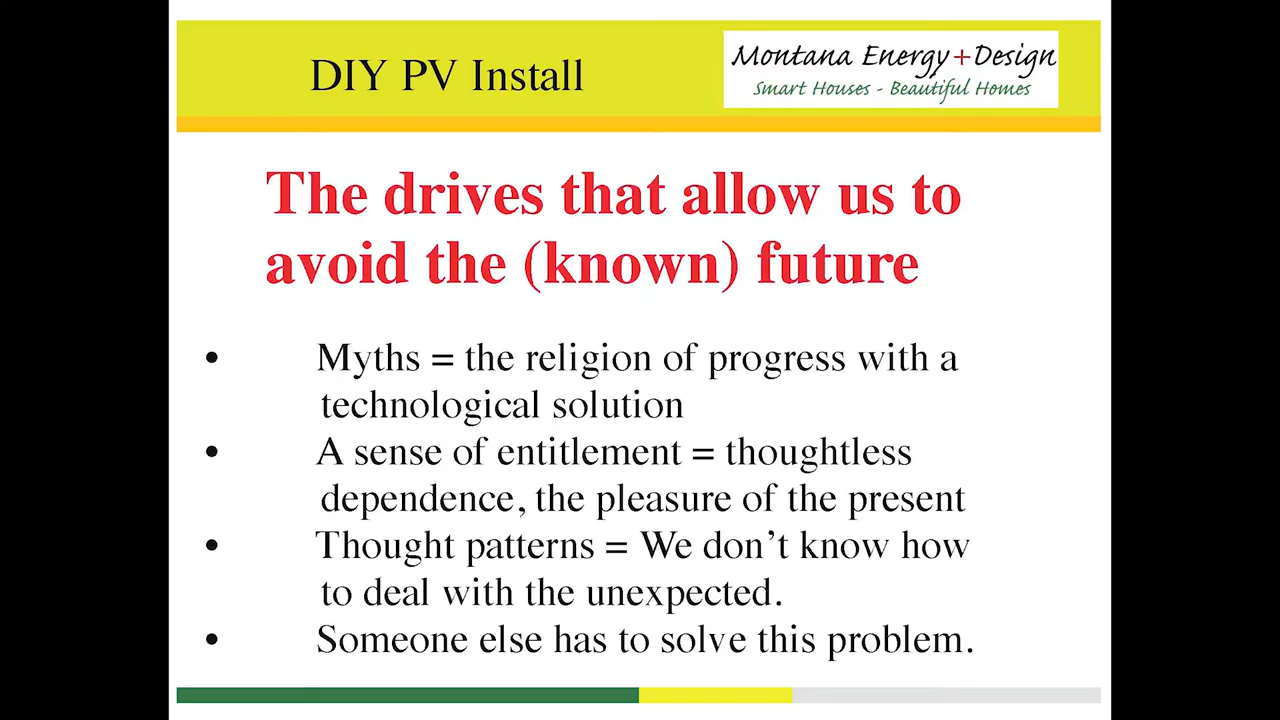 DIY PV Install
Montana Energy+Design
Smart Houses - Beautiful Homes
The drives that allow us to
avoid the (known) future
• Myths = the religion of progress with a
technological solution
• A sense of entitlement = thoughtless
dependence, the pleasure of the present
• Thought patterns = We don’t know how
to deal with the unexpected.
• Someone else has to solve this problem.